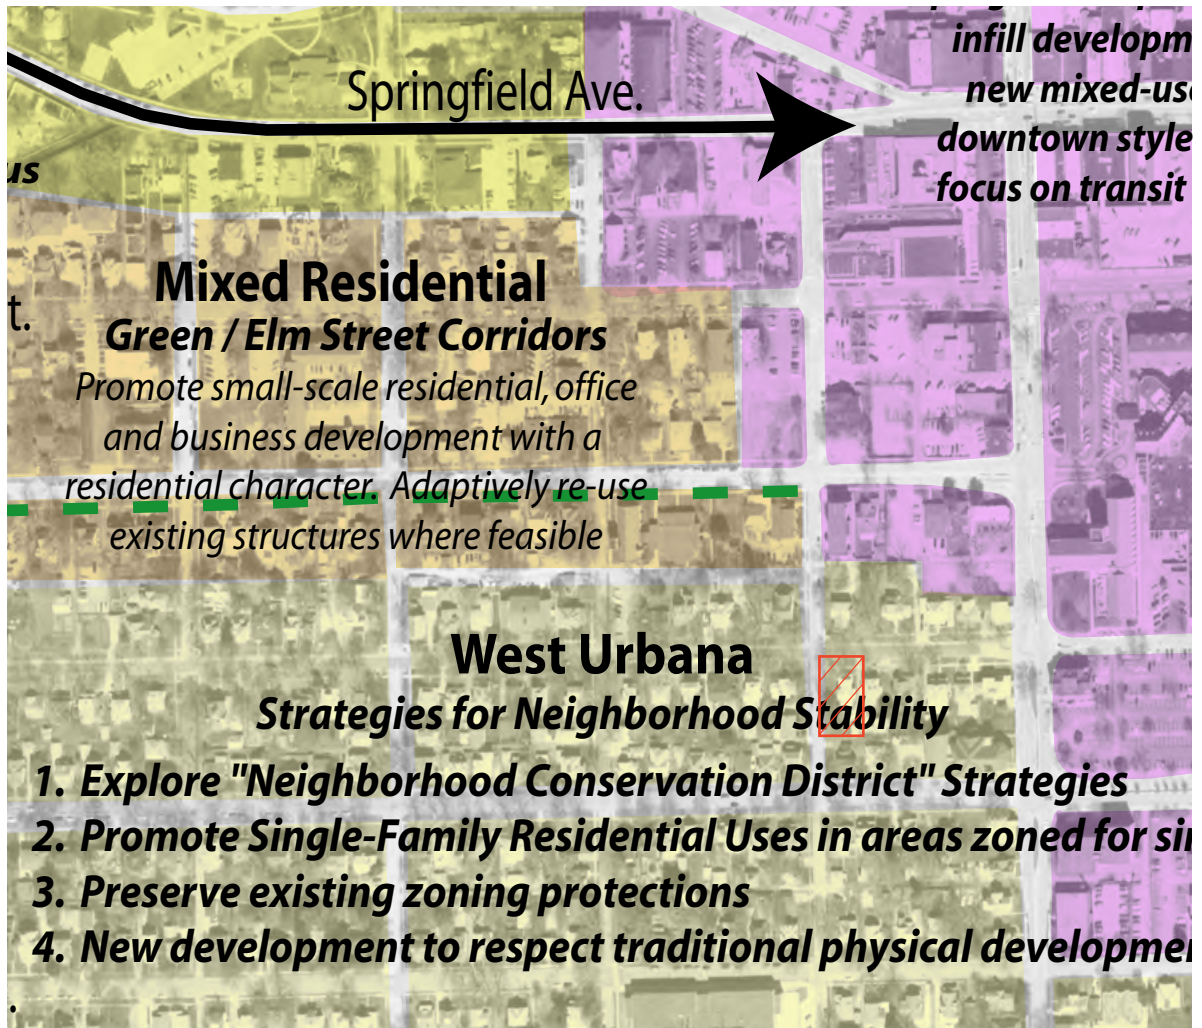 infill developm
Springfield Ave.
new mixed-use
downtown style
us
focus on transit
Mixed Residential
t.
Green / Elm Street Corridors
Promote small-scale residential, office
and business development with a
residential character. Adaptively re-use
existing structures where feasible
West Urbana
Strategies for Neighborhood Stability
1. Explore "Neighborhood Conservation District" Strategies
2. Promote Single-Family Residential Uses in areas zoned for sin
3. Preserve existing zoning protections
4. New development to respect traditional physical developmen
.